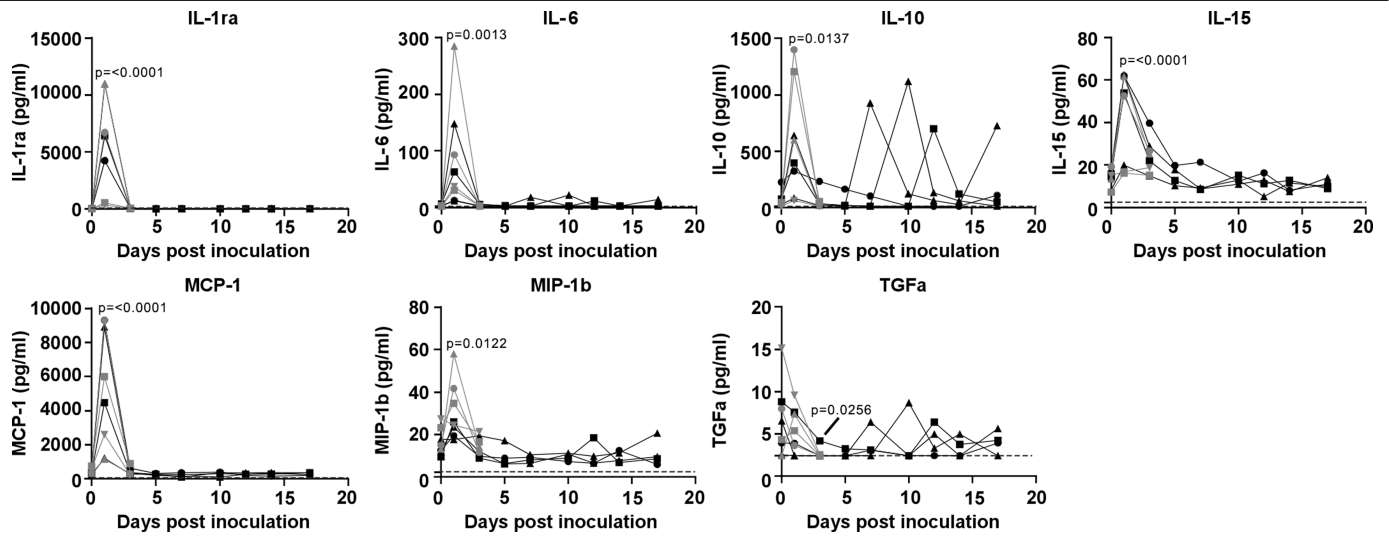 IL-1ra
IL-6
IL-10
IL-15
IL-1ra (pg/ml)
15000
10000
5000
0
p=<0.0001
0 5 10 15 20
Days post inoculation
IL-6 (pg/ml)
300
200
100
0
p=0.0013
0 5 10 15 20
Days post inoculation
IL-10 (pg/ml)
1500
1000
500
0
p=0.0137
0 5 10 15 20
Days post inoculation
IL-15 (pg/ml)
80
60
40
20
0
p=<0.0001
0 5 10 15 20
Days post inoculation
MCP-1
MIP-1b
TGFa
MCP-1 (pg/ml)
10000
8000
6000
4000
2000
0
p=<0.0001
0 5 10 15 20
Days post inoculation
MIP-1b (pg/ml)
80
60
40
20
0
p=0.0122
0 5 10 15 20
Days post inoculation
TGFa (pg/ml)
20
15
10
5
0
p=0.0256
0 5 10 15 20
Days post inoculation